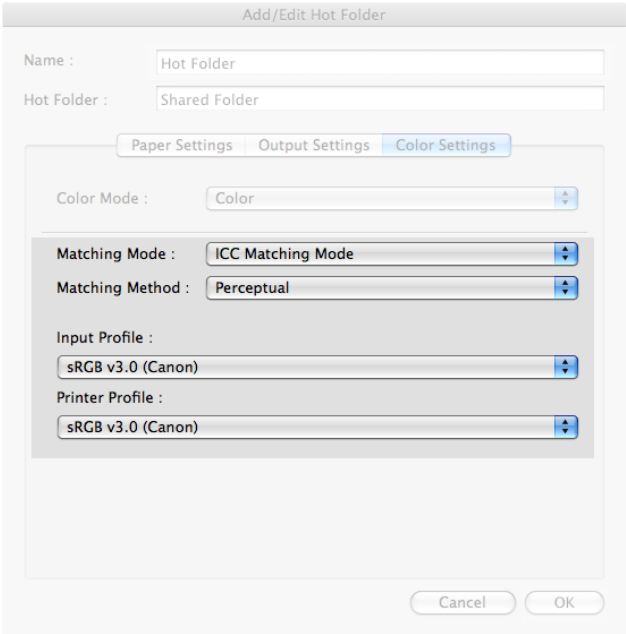 Add/Edit Hot Folder
Name : Hot Folder
Hot Folder : Shared Folder
Paper Settings Output Settings Color Settings
Color Mode : Color
Matching Mode : ICC Matching Mode
Matching Method : Perceptual
Input Profile :
sRGB v3.0 (Canon)
Printer Profile :
sRGB v3.0 (Canon)
Cancel OK